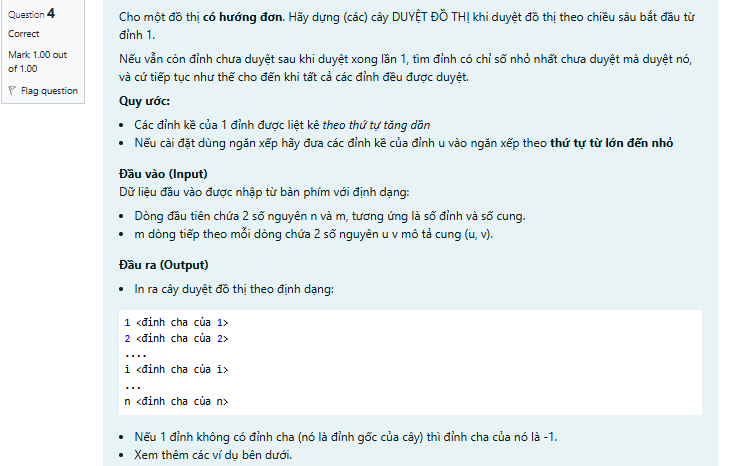 Question 4
Correct
Mark 1.00 out
of 1.00
Flag question
Cho một đồ thị có hướng đơn. Hãy dựng (các) cây DUYỆT ĐỒ THỊ khi duyệt đồ thị theo chiều sâu bắt đầu từ
đỉnh 1.
Nếu vẫn còn đỉnh chưa duyệt sau khi duyệt xong lần 1, tìm đỉnh có chỉ số nhỏ nhất chưa duyệt mà duyệt nó,
và cứ tiếp tục như thế cho đến khi tất cả các đỉnh đều được duyệt.
Quy ước:
• Các đỉnh kề của 1 đỉnh được liệt kê theo thứ tự tăng dần
• Nếu cài đặt dùng ngăn xếp hãy đưa các đỉnh kề của đỉnh u vào ngăn xếp theo thứ tự từ lớn đến nhỏ
Đầu vào (Input)
Dữ liệu đầu vào được nhập từ bàn phím với định dạng:
• Dòng đầu tiên chứa 2 số nguyên n và m, tương ứng là số đỉnh và số cung.
• m dòng tiếp theo mỗi dòng chứa 2 số nguyên u v mô tả cung (u, v).
Đầu ra (Output)
• In ra cây duyệt đồ thị theo định dạng:
1 <đỉnh cha của 1>
2 <đỉnh cha của 2>
....
i <đỉnh cha của i>
...
n <đỉnh cha của n>
• Nếu 1 đỉnh không có đỉnh cha (nó là đỉnh gốc của cây) thì đỉnh cha của nó là -1.
• Xem thêm các ví dụ bên dưới.